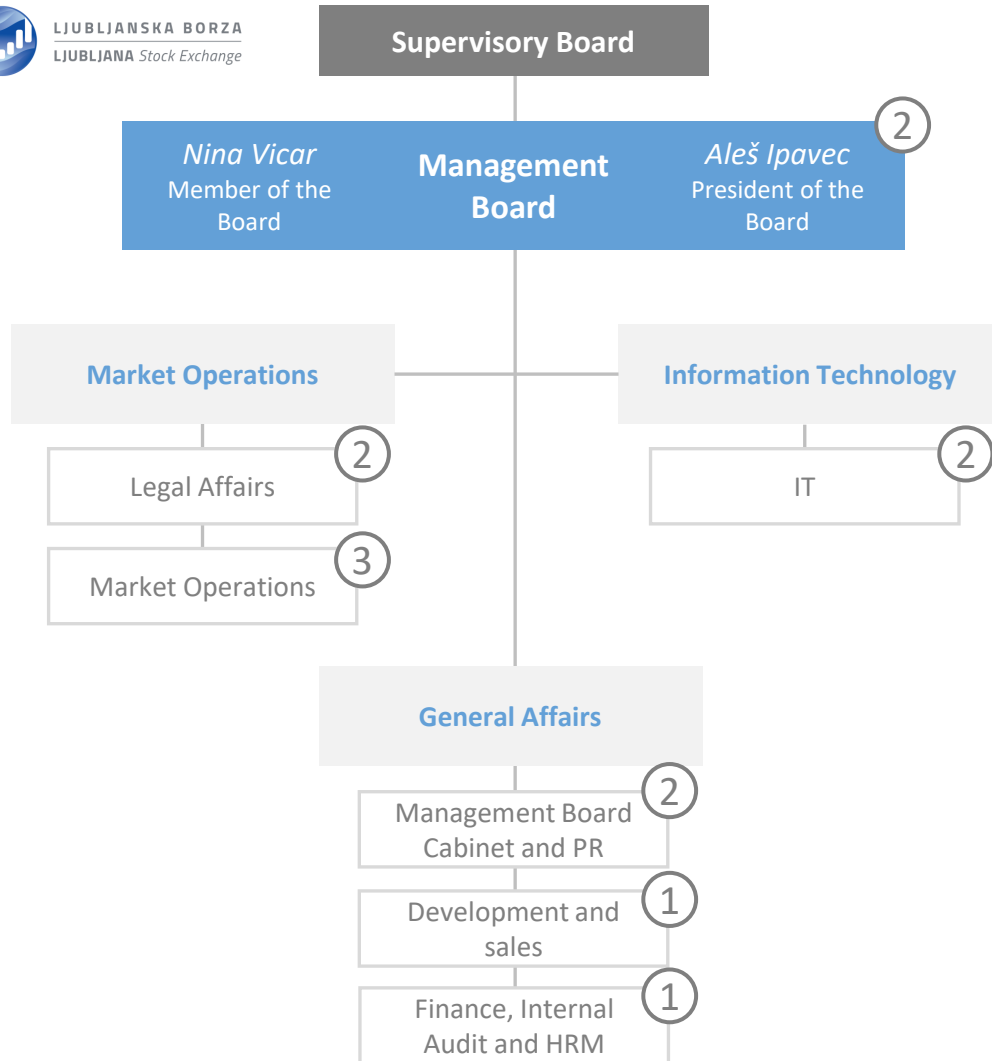 LJUBLJANSKA BORZA
LJUBLJANA Stock Exchange
Supervisory Board
2
Nina Vicar
Member of the
Board
Management
Board
Aleš Ipavec
President of the
Board
Market Operations
Information Technology
2
Legal Affairs
2
IT
3
Market Operations
General Affairs
2
Management Board
Cabinet and PR
1
Development and
sales
1
Finance, Internal
Audit and HRM